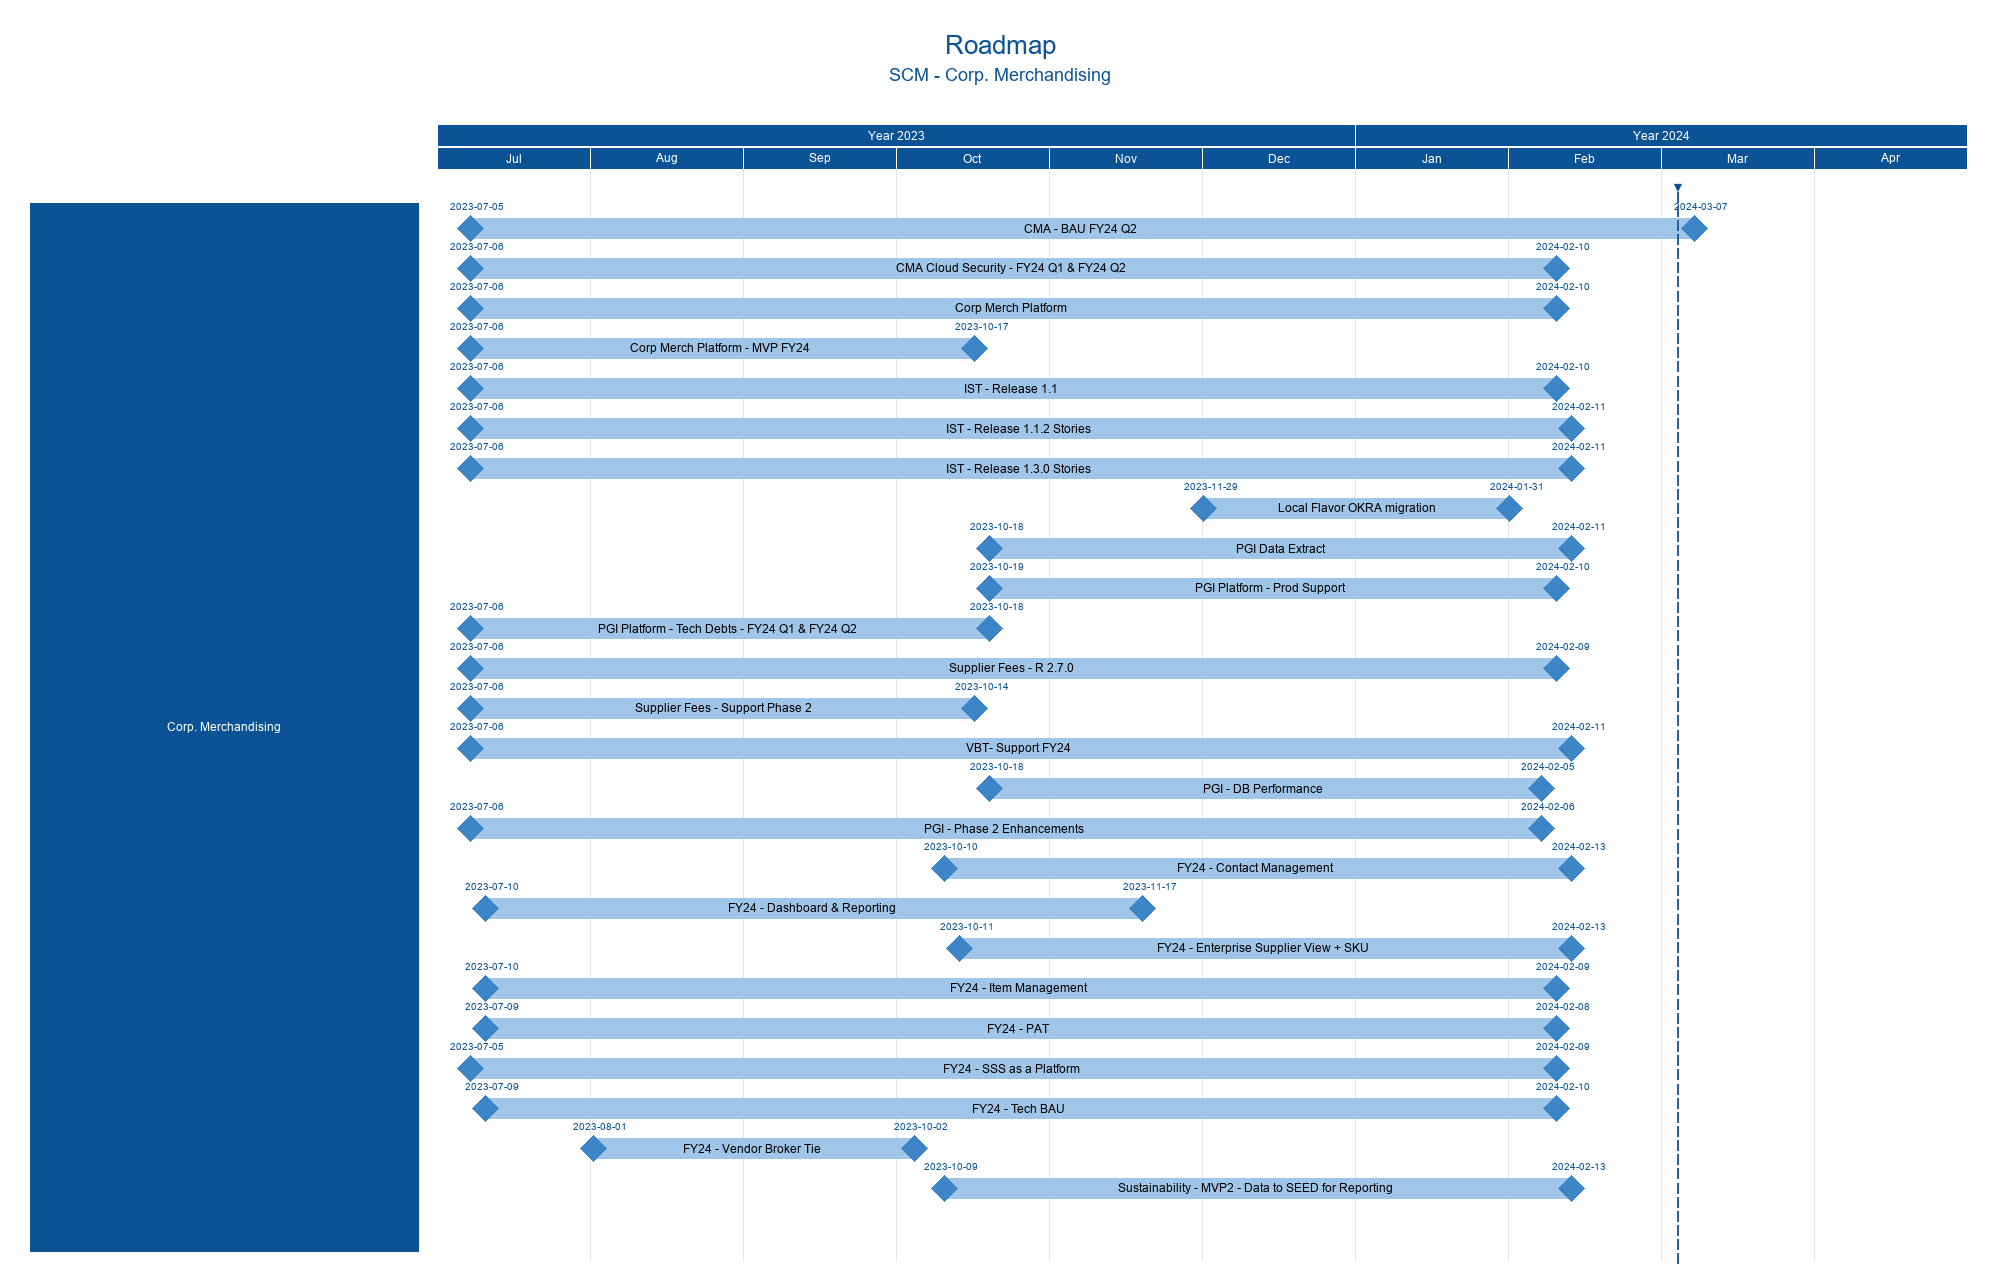 Roadmap
SCM - Corp. Merchandising
Year 2023 Year 2024
Jul Aug Sep Oct Nov Dec Jan Feb Mar Apr
Corp. Merchandising
2023-07-05 2024-03-07
CMA - BAU FY24 Q2
2023-07-06 2024-02-10
CMA Cloud Security - FY24 Q1 & FY24 Q2
2023-07-06 2024-02-10
Corp Merch Platform
2023-07-06 2023-10-17
Corp Merch Platform - MVP FY24
2023-07-06 2024-02-10
IST - Release 1.1
2023-07-06 2024-02-11
IST - Release 1.1.2 Stories
2023-07-06 2024-02-11
IST - Release 1.3.0 Stories
2023-11-29 2024-01-31
Local Flavor OKRA migration
2023-10-18 2024-02-11
PGI Data Extract
2023-10-19 2024-02-10
PGI Platform - Prod Support
2023-07-06 2023-10-18
PGI Platform - Tech Debts - FY24 Q1 & FY24 Q2
2023-07-06 2024-02-09
Supplier Fees - R 2.7.0
2023-07-06 2023-10-14
Supplier Fees - Support Phase 2
2023-07-06 2024-02-11
VBT- Support FY24
2023-10-18 2024-02-05
PGI - DB Performance
2023-07-06 2024-02-06
PGI - Phase 2 Enhancements
2023-10-10 2024-02-13
FY24 - Contact Management
2023-07-10 2023-11-17
FY24 - Dashboard & Reporting
2023-10-11 2024-02-13
FY24 - Enterprise Supplier View + SKU
2023-07-10 2024-02-09
FY24 - Item Management
2023-07-09 2024-02-08
FY24 - PAT
2023-07-05 2024-02-09
FY24 - SSS as a Platform
2023-07-09 2024-02-10
FY24 - Tech BAU
2023-08-01 2023-10-02
FY24 - Vendor Broker Tie
2023-10-09 2024-02-13
Sustainability - MVP2 - Data to SEED for Reporting